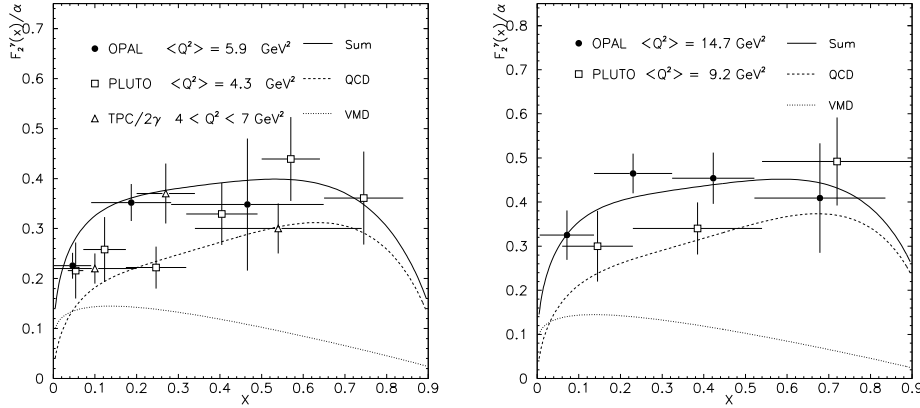 F₂ᵞ(x)/α
0.7
0.6
0.5
0.4
0.3
0.2
0.1
0
OPAL <Q²> = 5.9 GeV²
PLUTO <Q²> = 4.3 GeV²
TPC/2γ 4 < Q² < 7 GeV²
Sum
QCD
VMD
0 0.1 0.2 0.3 0.4 0.5 0.6 0.7 0.8 0.9
X
F₂ᵞ(x)/α
0.8
0.7
0.6
0.5
0.4
0.3
0.2
0.1
0
OPAL <Q²> = 14.7 GeV²
PLUTO <Q²> = 9.2 GeV²
Sum
QCD
VMD
0 0.1 0.2 0.3 0.4 0.5 0.6 0.7 0.8 0.9
X